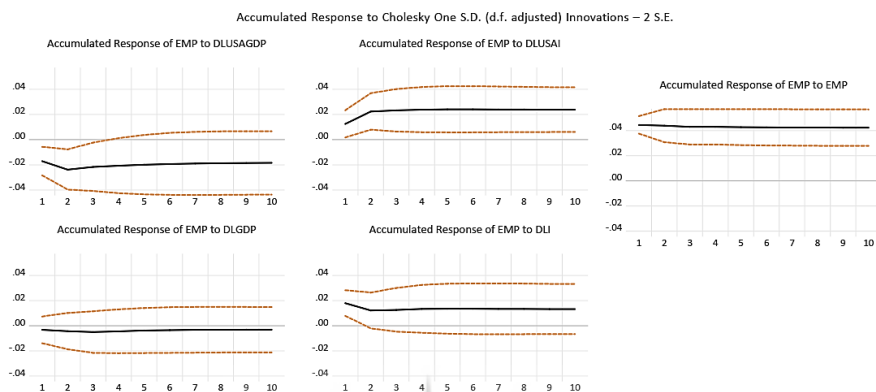 Accumulated Response to Cholesky One S.D. (d.f. adjusted) Innovations – 2 S.E.
Accumulated Response of EMP to DLUSAGDP
.04
.02
.00
-.02
-.04
1 2 3 4 5 6 7 8 9 10
Accumulated Response of EMP to DLUSAI
.04
.02
.00
-.02
-.04
1 2 3 4 5 6 7 8 9 10
Accumulated Response of EMP to EMP
.04
.02
.00
-.02
-.04
1 2 3 4 5 6 7 8 9 10
Accumulated Response of EMP to DLGDP
.04
.02
.00
-.02
-.04
1 2 3 4 5 6 7 8 9 10
Accumulated Response of EMP to DLI
.04
.02
.00
-.02
-.04
1 2 3 4 5 6 7 8 9 10